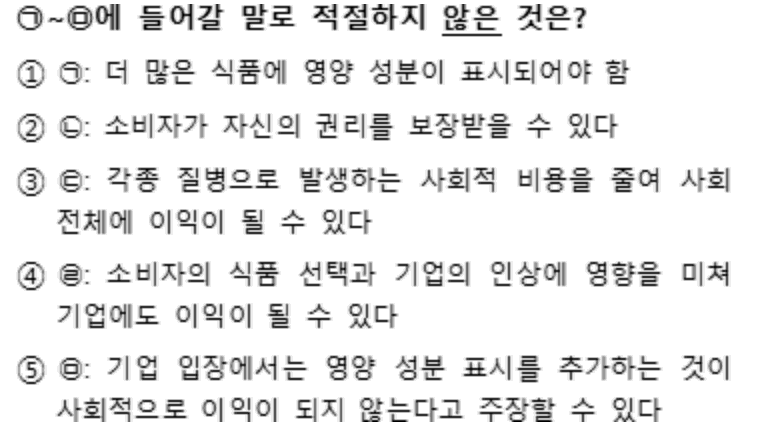 ㉠~㉤에 들어갈 말로 적절하지 않은 것은?
① ㉠: 더 많은 식품에 영양 성분이 표시되어야 함
② ㉡: 소비자가 자신의 권리를 보장받을 수 있다
③ ㉢: 각종 질병으로 발생하는 사회적 비용을 줄여 사회
전체에 이익이 될 수 있다
④ ㉣: 소비자의 식품 선택과 기업의 인상에 영향을 미쳐
기업에도 이익이 될 수 있다
⑤ ㉤: 기업 입장에서는 영양 성분 표시를 추가하는 것이
사회적으로 이익이 되지 않는다고 주장할 수 있다